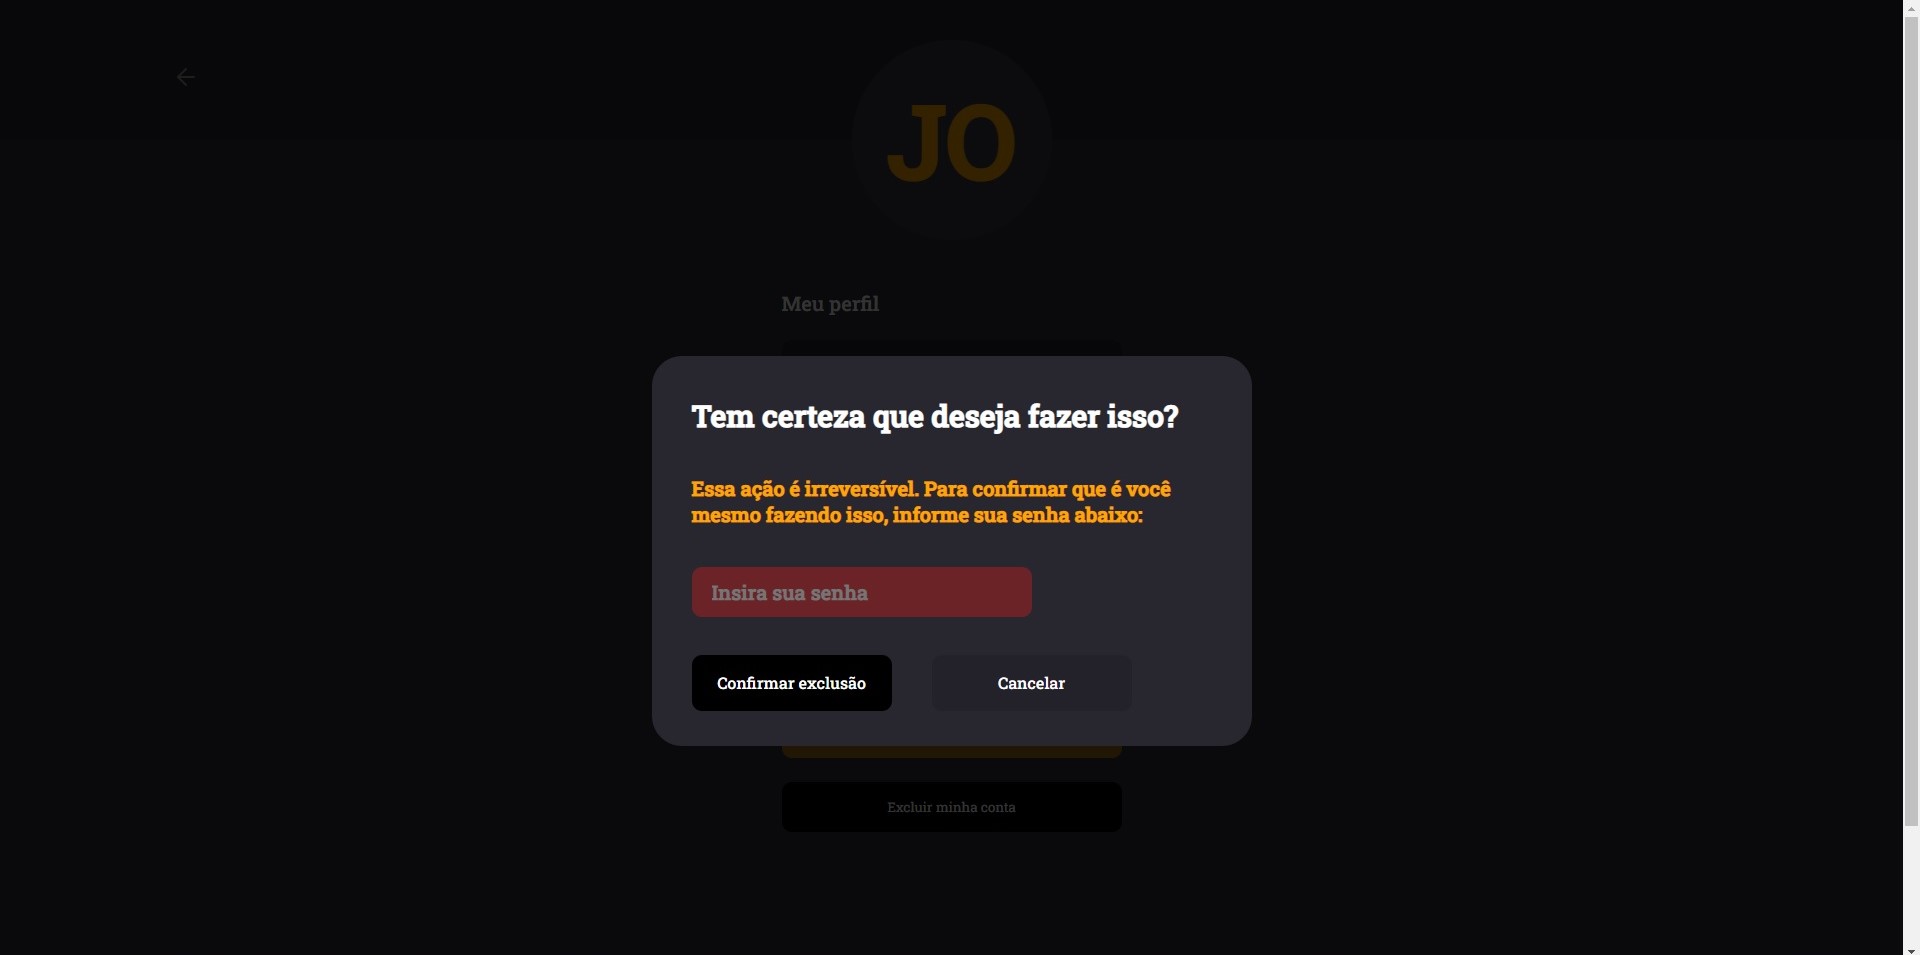 JO
Meu perfil
Tem certeza que deseja fazer isso?
Essa ação é irreversível. Para confirmar que é você
mesmo fazendo isso, informe sua senha abaixo:
Insira sua senha
Confirmar exclusão
Cancelar
Excluir minha conta